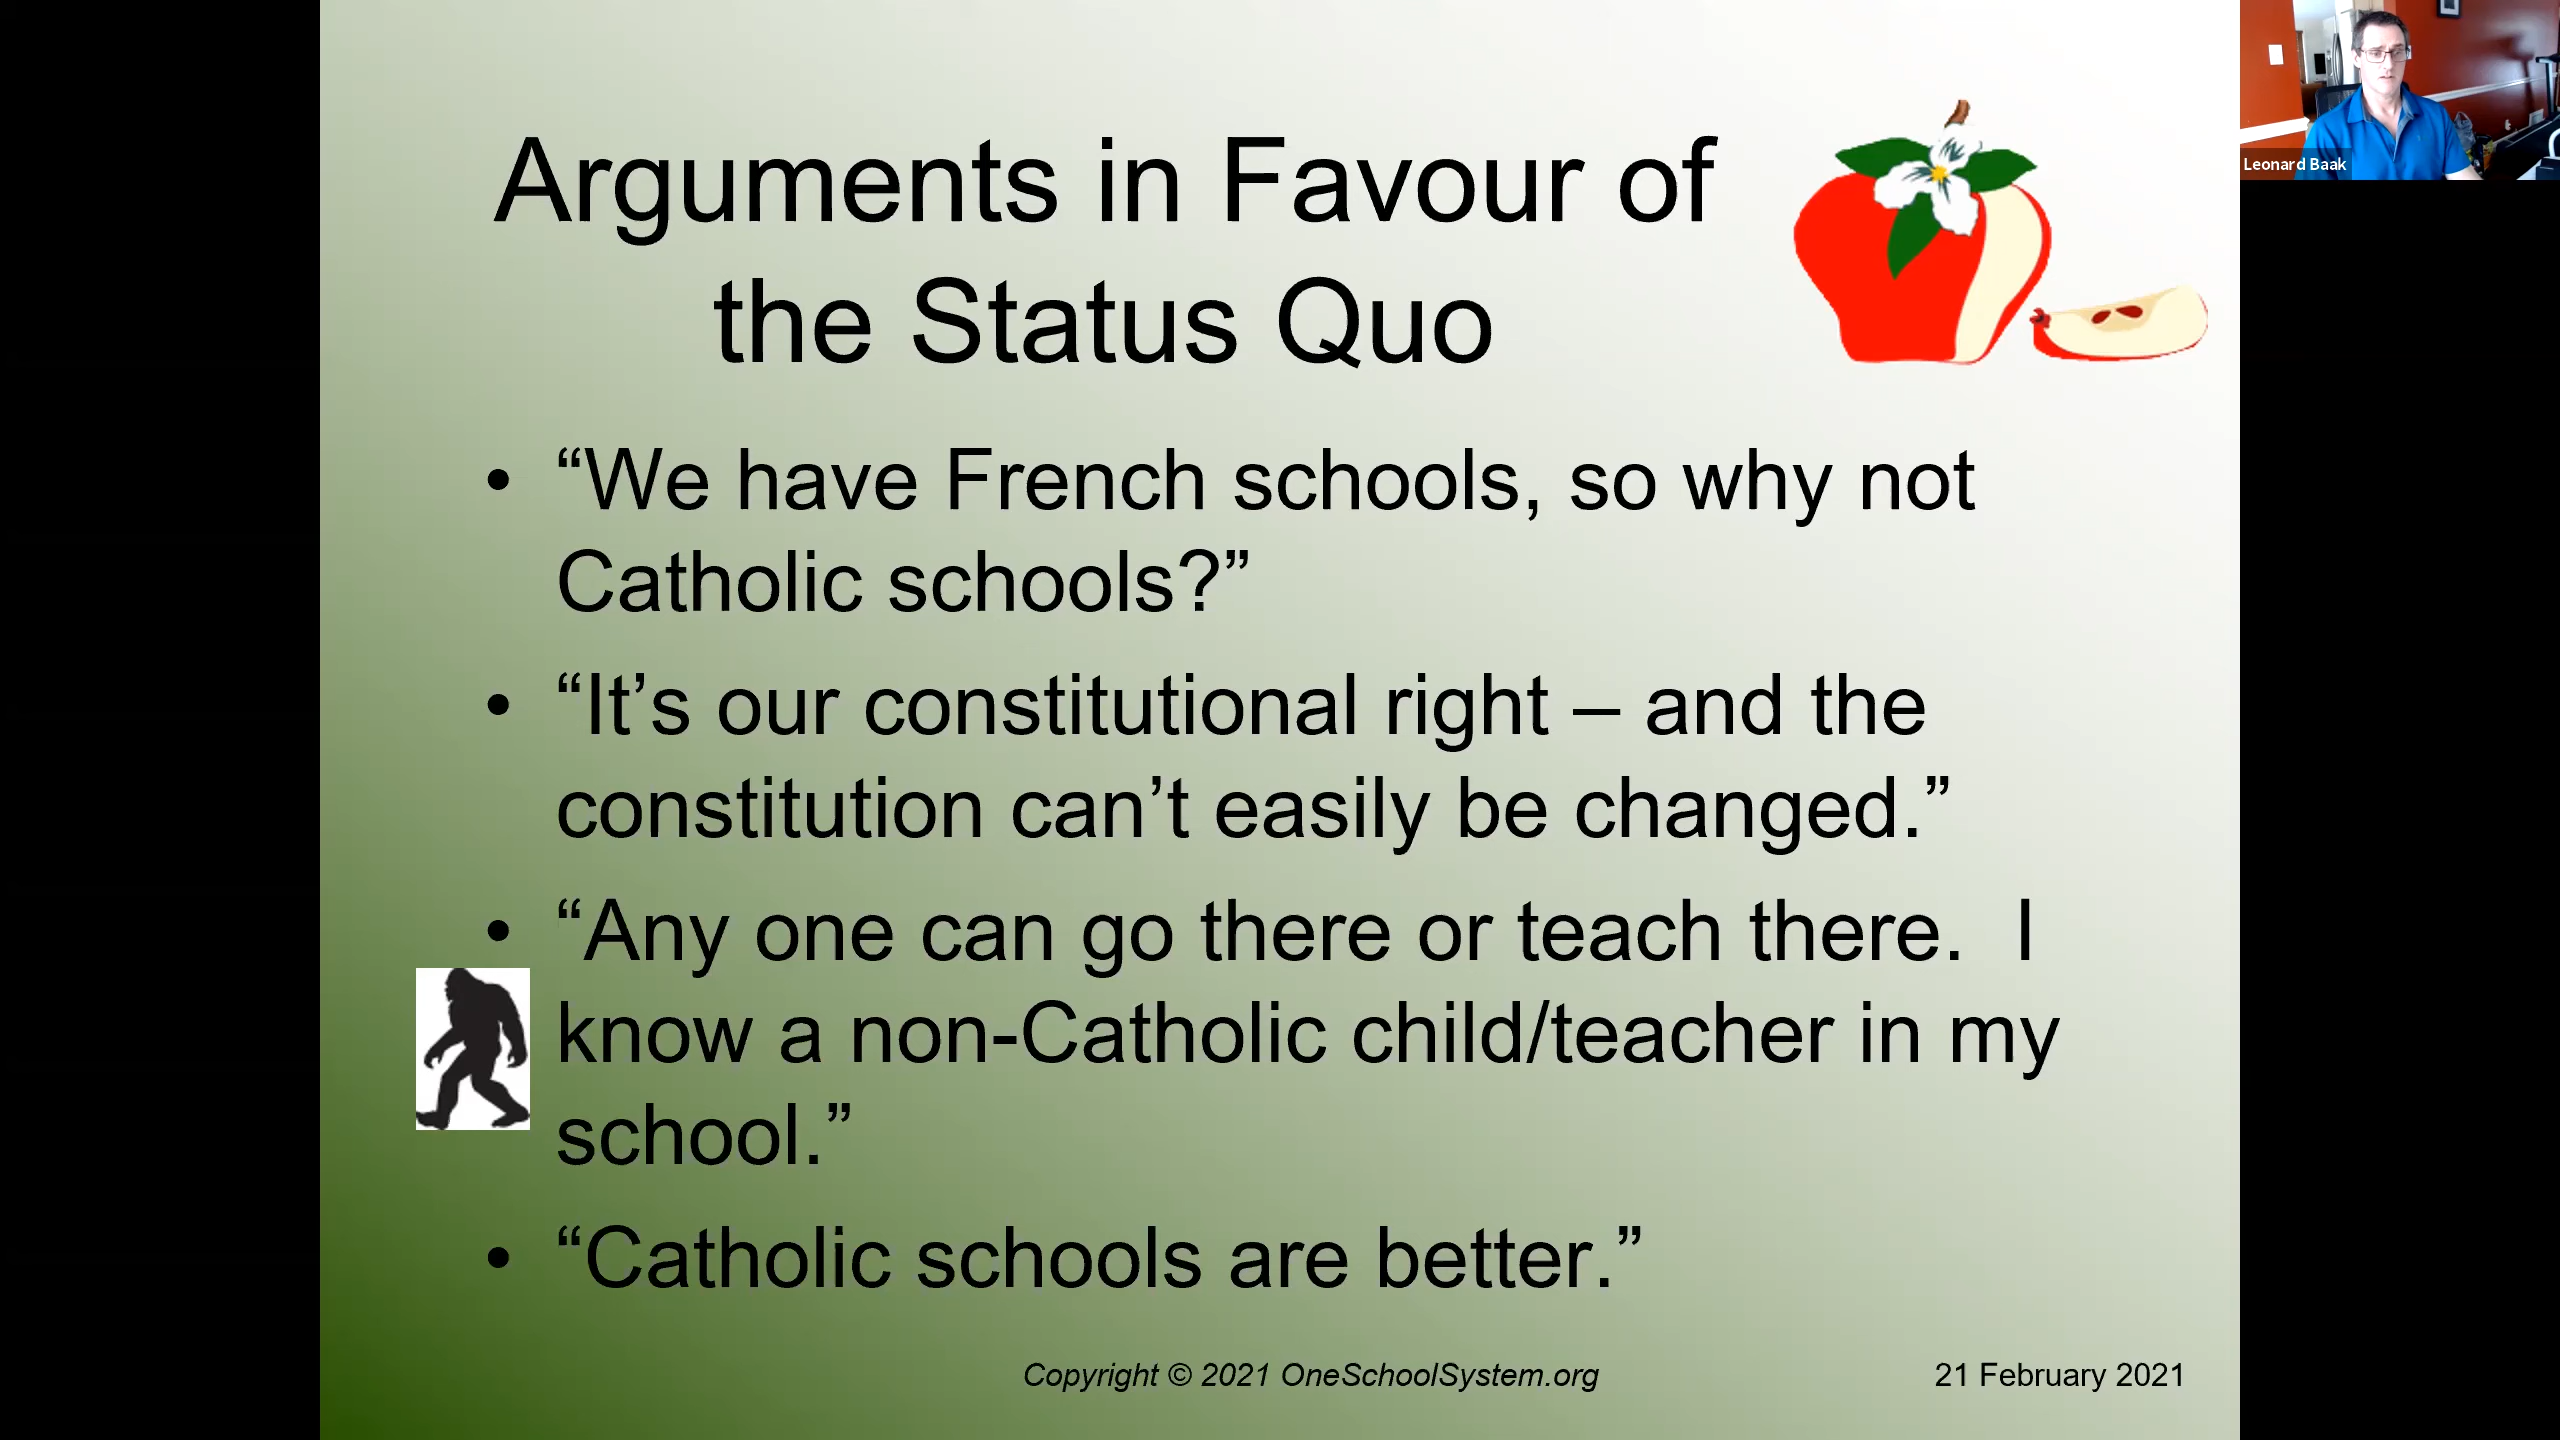 Arguments in Favour of
the Status Quo
• “We have French schools, so why not
Catholic schools?”
• “It’s our constitutional right – and the
constitution can’t easily be changed.”
• “Any one can go there or teach there.  I
know a non-Catholic child/teacher in my
school.”
• “Catholic schools are better.”
Copyright © 2021 OneSchoolSystem.org
21 February 2021
Leonard Baak